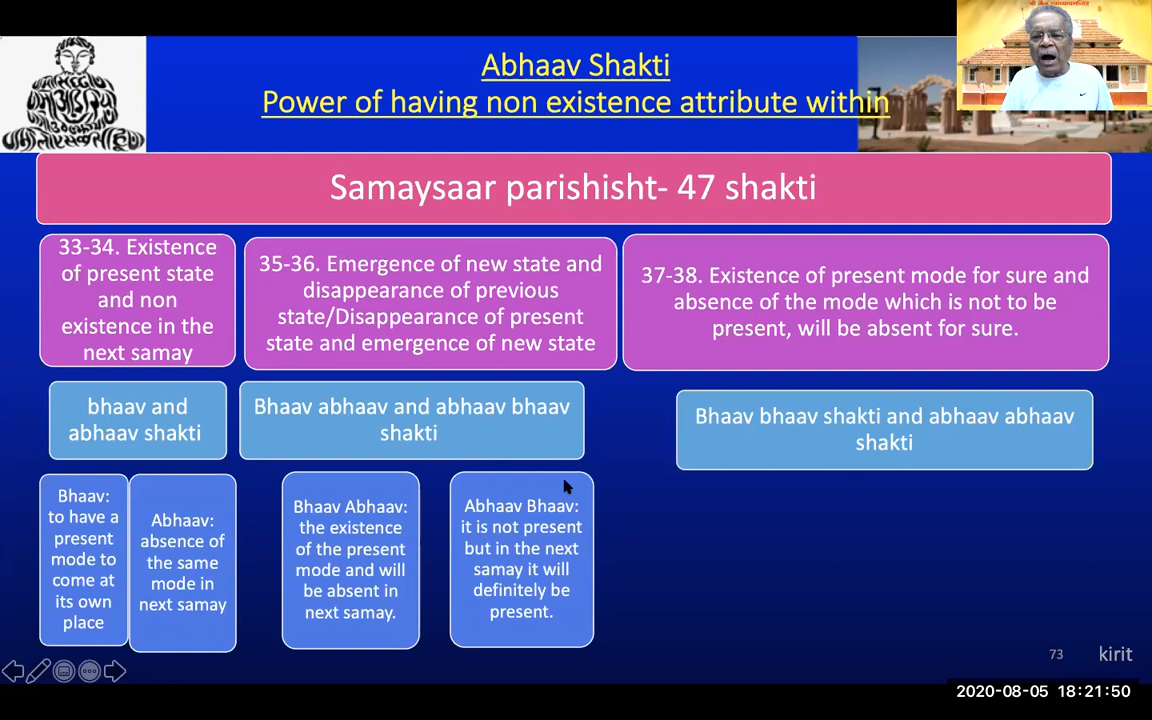 Abhaav Shakti
Power of having non existence attribute within
Samaysaar parishisht- 47 shakti
33-34. Existence
of present state
and non
existence in the
next samay
35-36. Emergence of new state and
disappearance of previous
state/Disappearance of present
state and emergence of new state
37-38. Existence of present mode for sure and
absence of the mode which is not to be
present, will be absent for sure.
bhaav and
abhaav shakti
Bhaav abhaav and abhaav bhaav
shakti
Bhaav bhaav shakti and abhaav abhaav
shakti
Bhaav:
to have a
present
mode to
come at
its own
place
Abhaav:
absence of
the same
mode in
next samay
Bhaav Abhaav:
the existence
of the present
mode and will
be absent in
next samay.
Abhaav Bhaav:
it is not present
but in the next
samay it will
definitely be
present.
73
kirit
2020-08-05 18:21:50